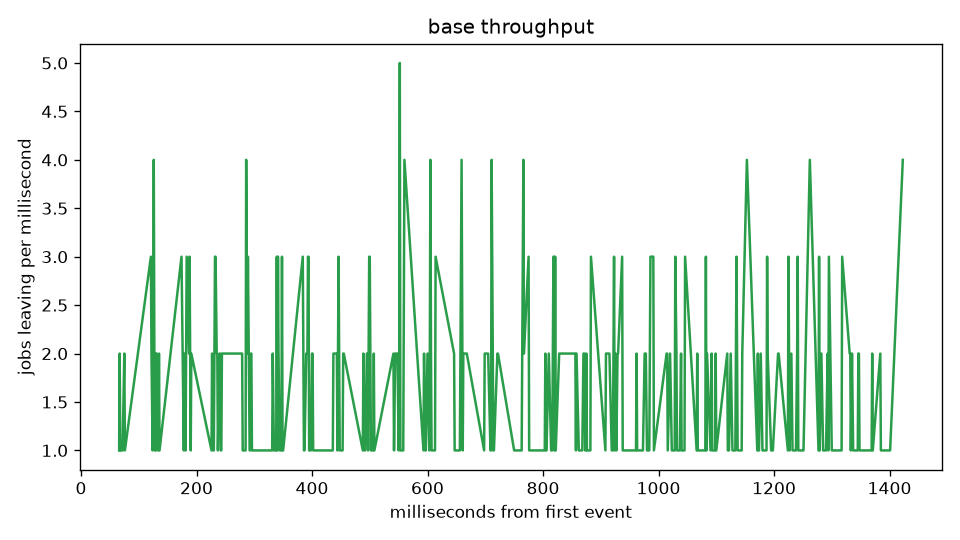 base throughput
jobs leaving per millisecond
5.0
4.5
4.0
3.5
3.0
2.5
2.0
1.5
1.0
0 200 400 600 800 1000 1200 1400
milliseconds from first event